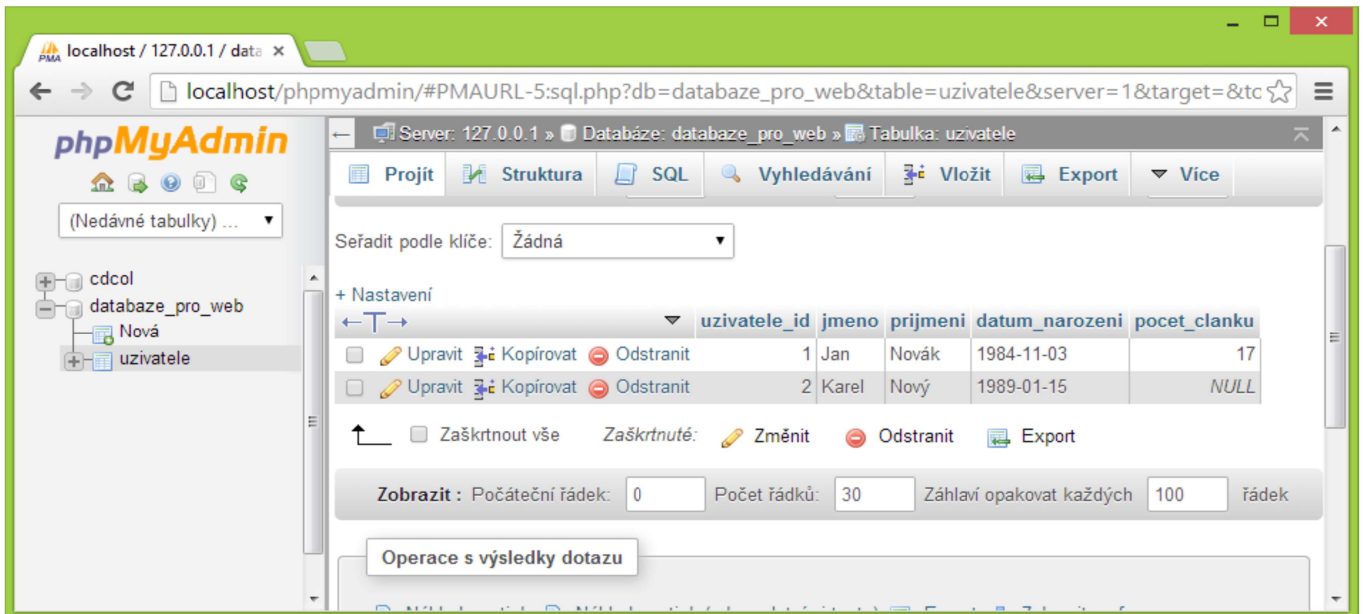 localhost / 127.0.0.1 / data
localhost/phpmyadmin/#PMAURL-5:sql.php?db=databaze_pro_web&table=uzivatele&server=1&target=&tc
phpMyAdmin
(Nedávné tabulky) ...
cdcol
databaze_pro_web
Nová
uzivatele
Server: 127.0.0.1 » Databáze: databaze_pro_web » Tabulka: uzivatele
Projít Struktura SQL Vyhledávání Vložit Export Více
Seřadit podle klíče: Žádná
+ Nastavení
uzivatele_id jmeno prijmeni datum_narozeni pocet_clanku
Upravit Kopírovat Odstranit 1 Jan Novák 1984-11-03 17
Upravit Kopírovat Odstranit 2 Karel Nový 1989-01-15 NULL
Zaškrtnout vše Zaškrtnuté: Změnit Odstranit Export
Zobrazit : Počáteční řádek: 0 Počet řádků: 30 Záhlaví opakovat každých 100 řádek
Operace s výsledky dotazu